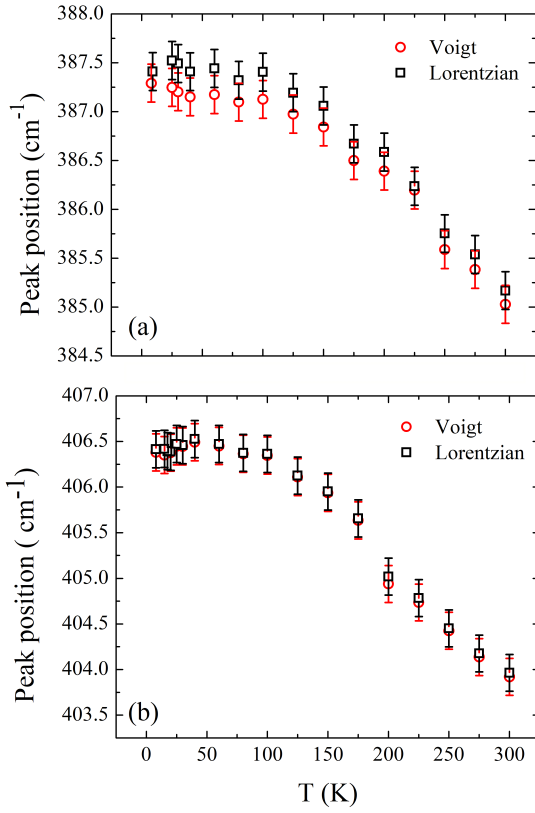 388.0
387.5
387.0
386.5
386.0
385.5
385.0
384.5
Peak position (cm⁻¹)
Voigt
Lorentzian
(a)
407.0
406.5
406.0
405.5
405.0
404.5
404.0
403.5
Peak position ( cm⁻¹)
Voigt
Lorentzian
(b)
0 50 100 150 200 250 300
T (K)